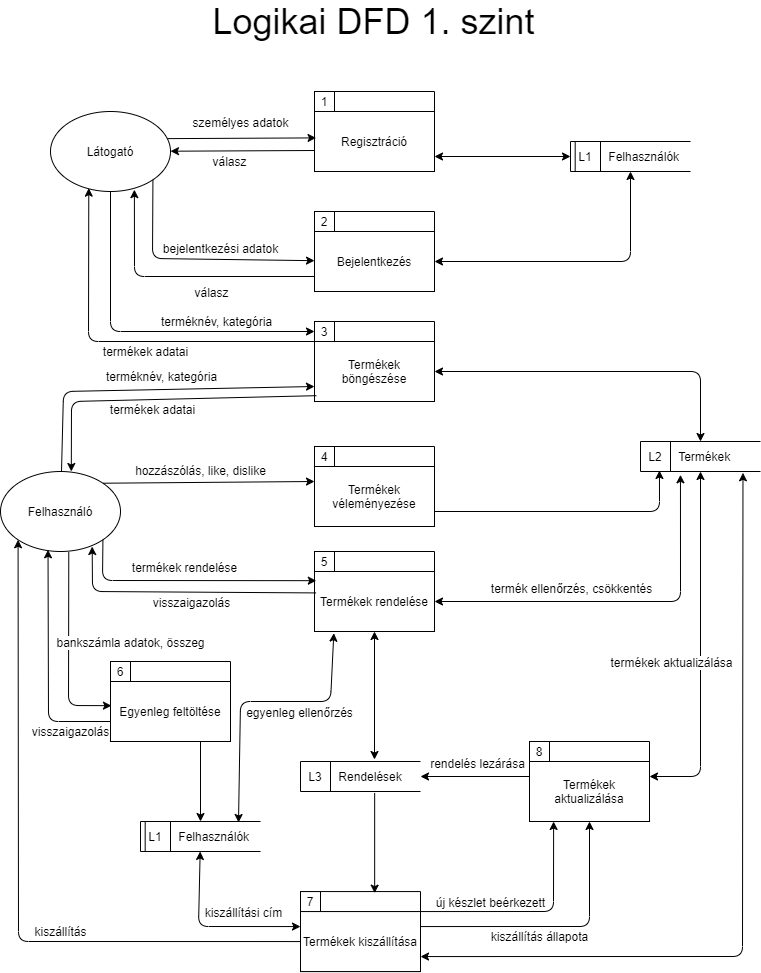 Logikai DFD 1. szint
1
személyes adatok
Látogató
Regisztráció
válasz
L1
Felhasználók
2
bejelentkezési adatok
Bejelentkezés
válasz
terméknév, kategória
3
termékek adatai
Termékek
böngészése
terméknév, kategória
termékek adatai
L2
Termékek
4
hozzászólás, like, dislike
Termékek
véleményezése
Felhasználó
5
termékek rendelése
termék ellenőrzés, csökkentés
visszaigazolás
Termékek rendelése
bankszámla adatok, összeg
termékek aktualizálása
6
Egyenleg feltöltése
egyenleg ellenőrzés
visszaigazolás
8
rendelés lezárása
L3
Rendelések
Termékek
aktualizálása
L1
Felhasználók
7
új készlet beérkezett
kiszállítási cím
kiszállítás
Termékek kiszállítása
kiszállítás állapota